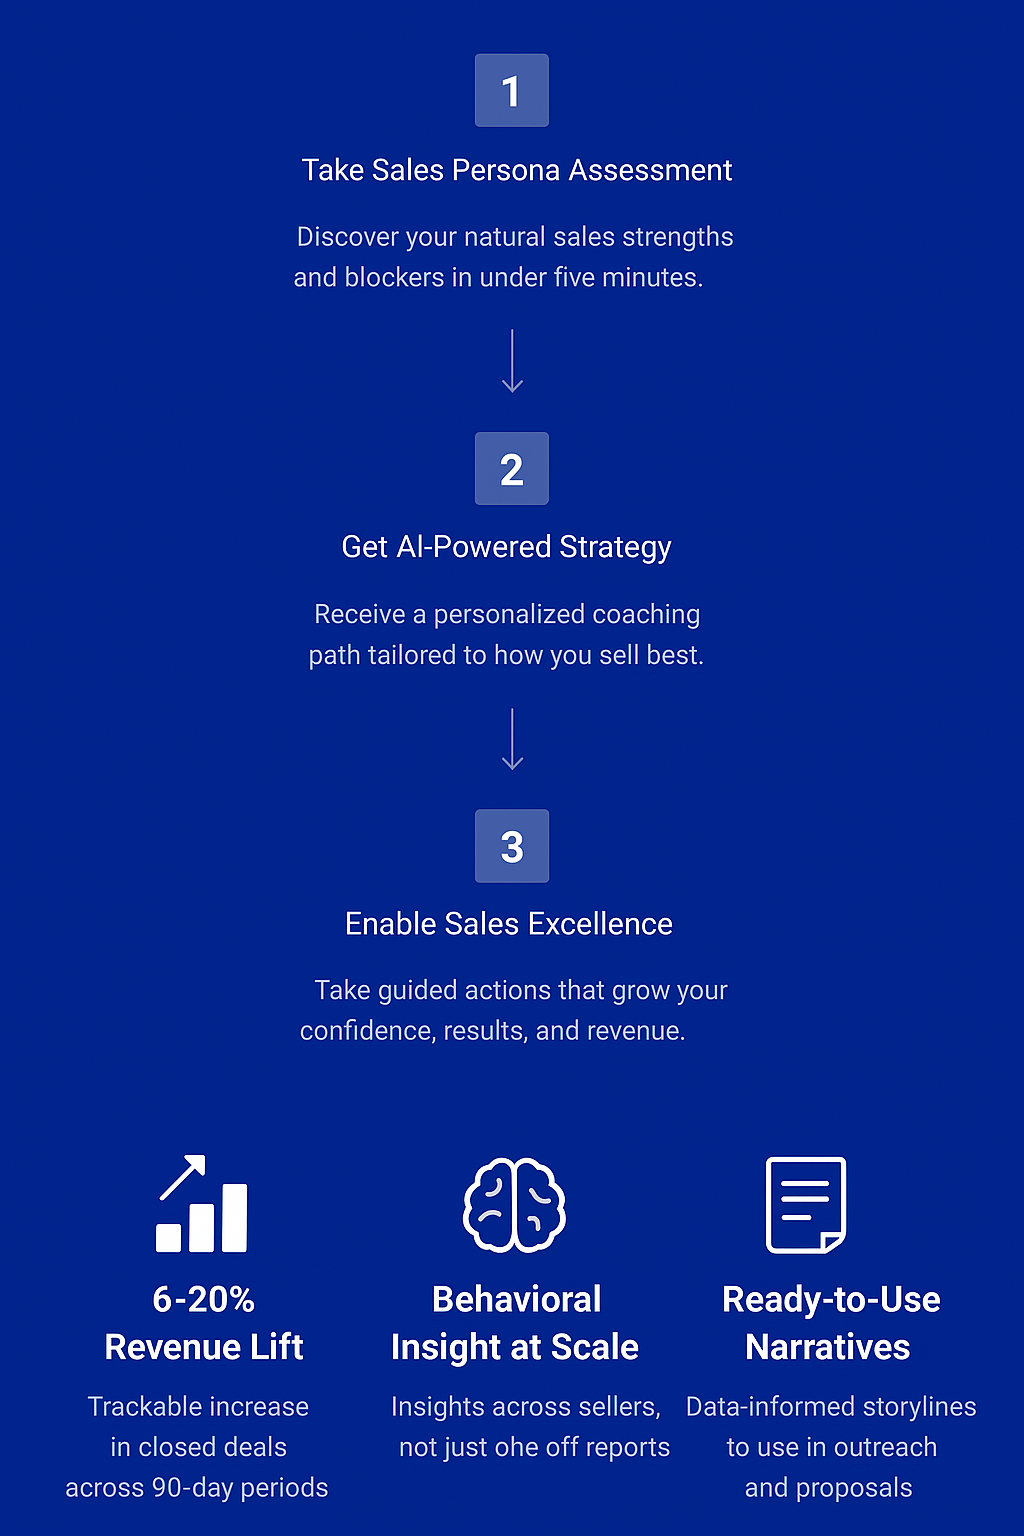 1
Take Sales Persona Assessment
Discover your natural sales strengths
and blockers in under five minutes.
2
Get AI-Powered Strategy
Receive a personalized coaching
path tailored to how you sell best.
3
Enable Sales Excellence
Take guided actions that grow your
confidence, results, and revenue.
6-20%
Revenue Lift
Trackable increase
in closed deals
across 90-day periods
Behavioral
Insight at Scale
Insights across sellers,
not just ohe off reports
Ready-to-Use
Narratives
Data-informed storylines
to use in outreach
and proposals